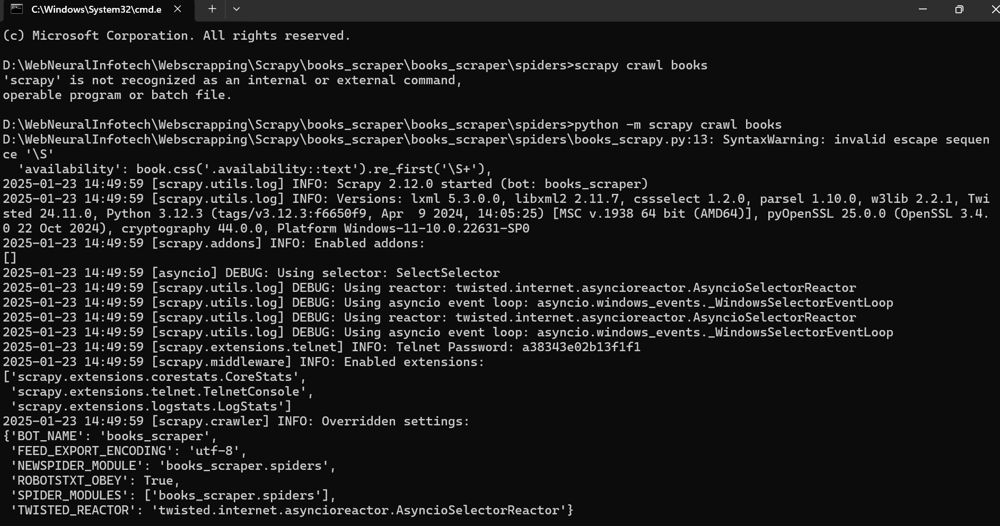 C:\Windows\System32\cmd.e
(c) Microsoft Corporation. All rights reserved.
D:\WebNeuralInfotech\Webscrapping\Scrapy\books_scraper\books_scraper\spiders>scrapy crawl books
'scrapy' is not recognized as an internal or external command,
operable program or batch file.
D:\WebNeuralInfotech\Webscrapping\Scrapy\books_scraper\books_scraper\spiders>python -m scrapy crawl books
D:\WebNeuralInfotech\Webscrapping\Scrapy\books_scraper\books_scraper\spiders\books_scrapy.py:13: SyntaxWarning: invalid escape sequen
ce '\S'
  'availability': book.css('.availability::text').re_first('\S+'),
2025-01-23 14:49:59 [scrapy.utils.log] INFO: Scrapy 2.12.0 started (bot: books_scraper)
2025-01-23 14:49:59 [scrapy.utils.log] INFO: Versions: lxml 5.3.0.0, libxml2 2.11.7, cssselect 1.2.0, parsel 1.10.0, w3lib 2.2.1, Twi
sted 24.11.0, Python 3.12.3 (tags/v3.12.3:f6650f9, Apr  9 2024, 14:05:25) [MSC v.1938 64 bit (AMD64)], pyOpenSSL 25.0.0 (OpenSSL 3.4.
0 22 Oct 2024), cryptography 44.0.0, Platform Windows-11-10.0.22631-SP0
2025-01-23 14:49:59 [scrapy.addons] INFO: Enabled addons:
[]
2025-01-23 14:49:59 [asyncio] DEBUG: Using selector: SelectSelector
2025-01-23 14:49:59 [scrapy.utils.log] DEBUG: Using reactor: twisted.internet.asyncioreactor.AsyncioSelectorReactor
2025-01-23 14:49:59 [scrapy.utils.log] DEBUG: Using asyncio event loop: asyncio.windows_events._WindowsSelectorEventLoop
2025-01-23 14:49:59 [scrapy.utils.log] DEBUG: Using reactor: twisted.internet.asyncioreactor.AsyncioSelectorReactor
2025-01-23 14:49:59 [scrapy.utils.log] DEBUG: Using asyncio event loop: asyncio.windows_events._WindowsSelectorEventLoop
2025-01-23 14:49:59 [scrapy.extensions.telnet] INFO: Telnet Password: a38343e02b13f1f1
2025-01-23 14:49:59 [scrapy.middleware] INFO: Enabled extensions:
['scrapy.extensions.corestats.CoreStats',
 'scrapy.extensions.telnet.TelnetConsole',
 'scrapy.extensions.logstats.LogStats']
2025-01-23 14:49:59 [scrapy.crawler] INFO: Overridden settings:
{'BOT_NAME': 'books_scraper',
 'FEED_EXPORT_ENCODING': 'utf-8',
 'NEWSPIDER_MODULE': 'books_scraper.spiders',
 'ROBOTSTXT_OBEY': True,
 'SPIDER_MODULES': ['books_scraper.spiders'],
 'TWISTED_REACTOR': 'twisted.internet.asyncioreactor.AsyncioSelectorReactor'}